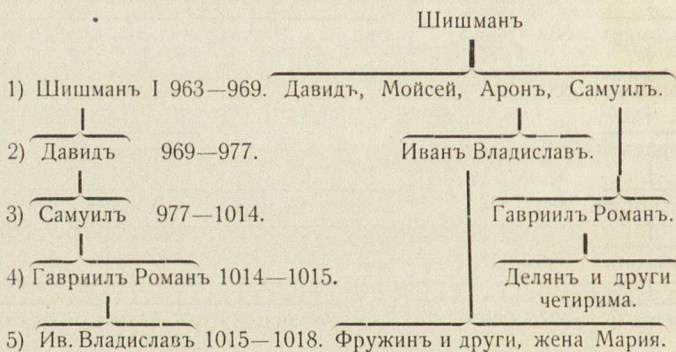 Шишманъ
1) Шишманъ I 963—969. Давидъ, Мойсей, Аронъ, Самуилъ.
2) Давидъ 969—977. Иванъ Владиславъ.
3) Самуилъ 977—1014. Гавриилъ Романъ.
4) Гавриилъ Романъ 1014—1015. Делянъ и други
четирима.
5) Ив. Владиславъ 1015—1018. Фружинъ и други, жена Мария.